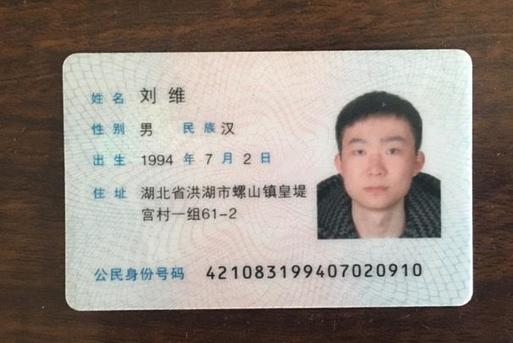 姓名 刘维
性别 男 民族 汉
出生 1994 年 7 月 2 日
住址 湖北省洪湖市螺山镇皇堤
宫村一组61-2
公民身份号码 421083199407020910